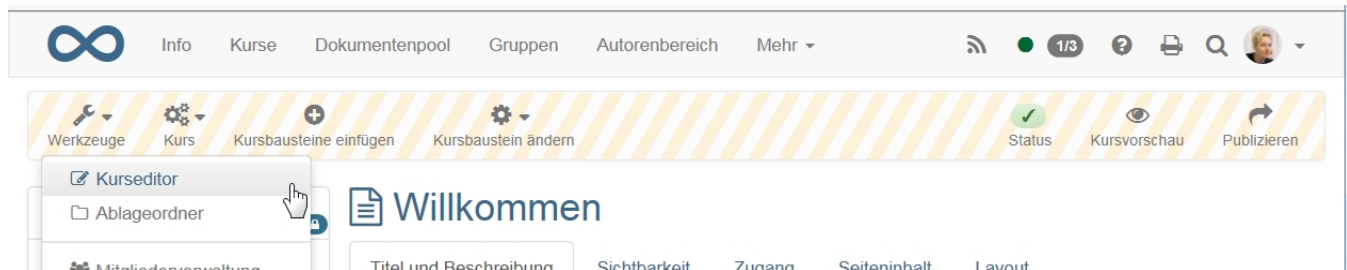 Info Kurse Dokumentenpool Gruppen Autorenbereich Mehr 1/3
Werkzeuge Kurs Kursbausteine einfügen Kursbaustein ändern Status Kursvorschau Publizieren
Kurseditor
Ablageordner
Willkommen
Mitgliederverwaltung
Titel und Beschreibung Sichtbarkeit Zugang Seiteninhalt Layout